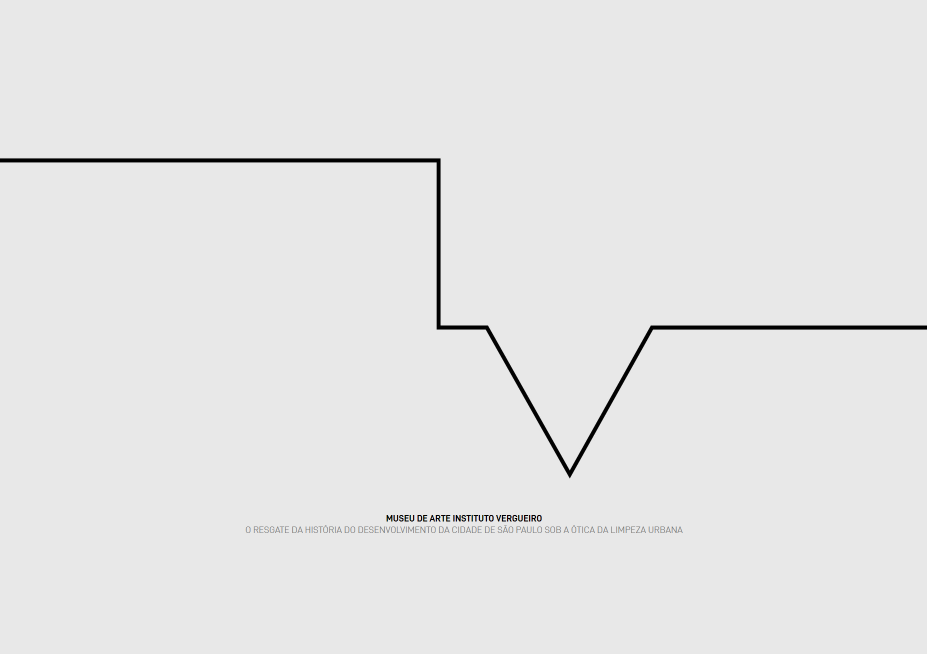 MUSEU DE ARTE INSTITUTO VERGUEIRO
O RESGATE DA HISTÓRIA DO DESENVOLVIMENTO DA CIDADE DE SÃO PAULO SOB A ÓTICA DA LIMPEZA URBANA